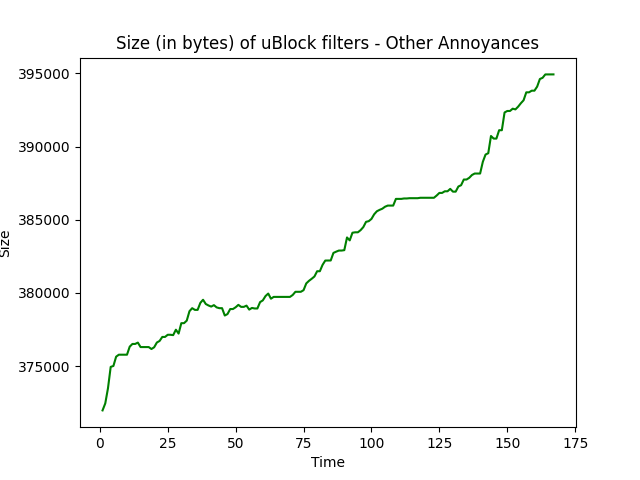 Size (in bytes) of uBlock filters - Other Annoyances
395000
390000
385000
380000
375000
Size
0 25 50 75 100 125 150 175
Time